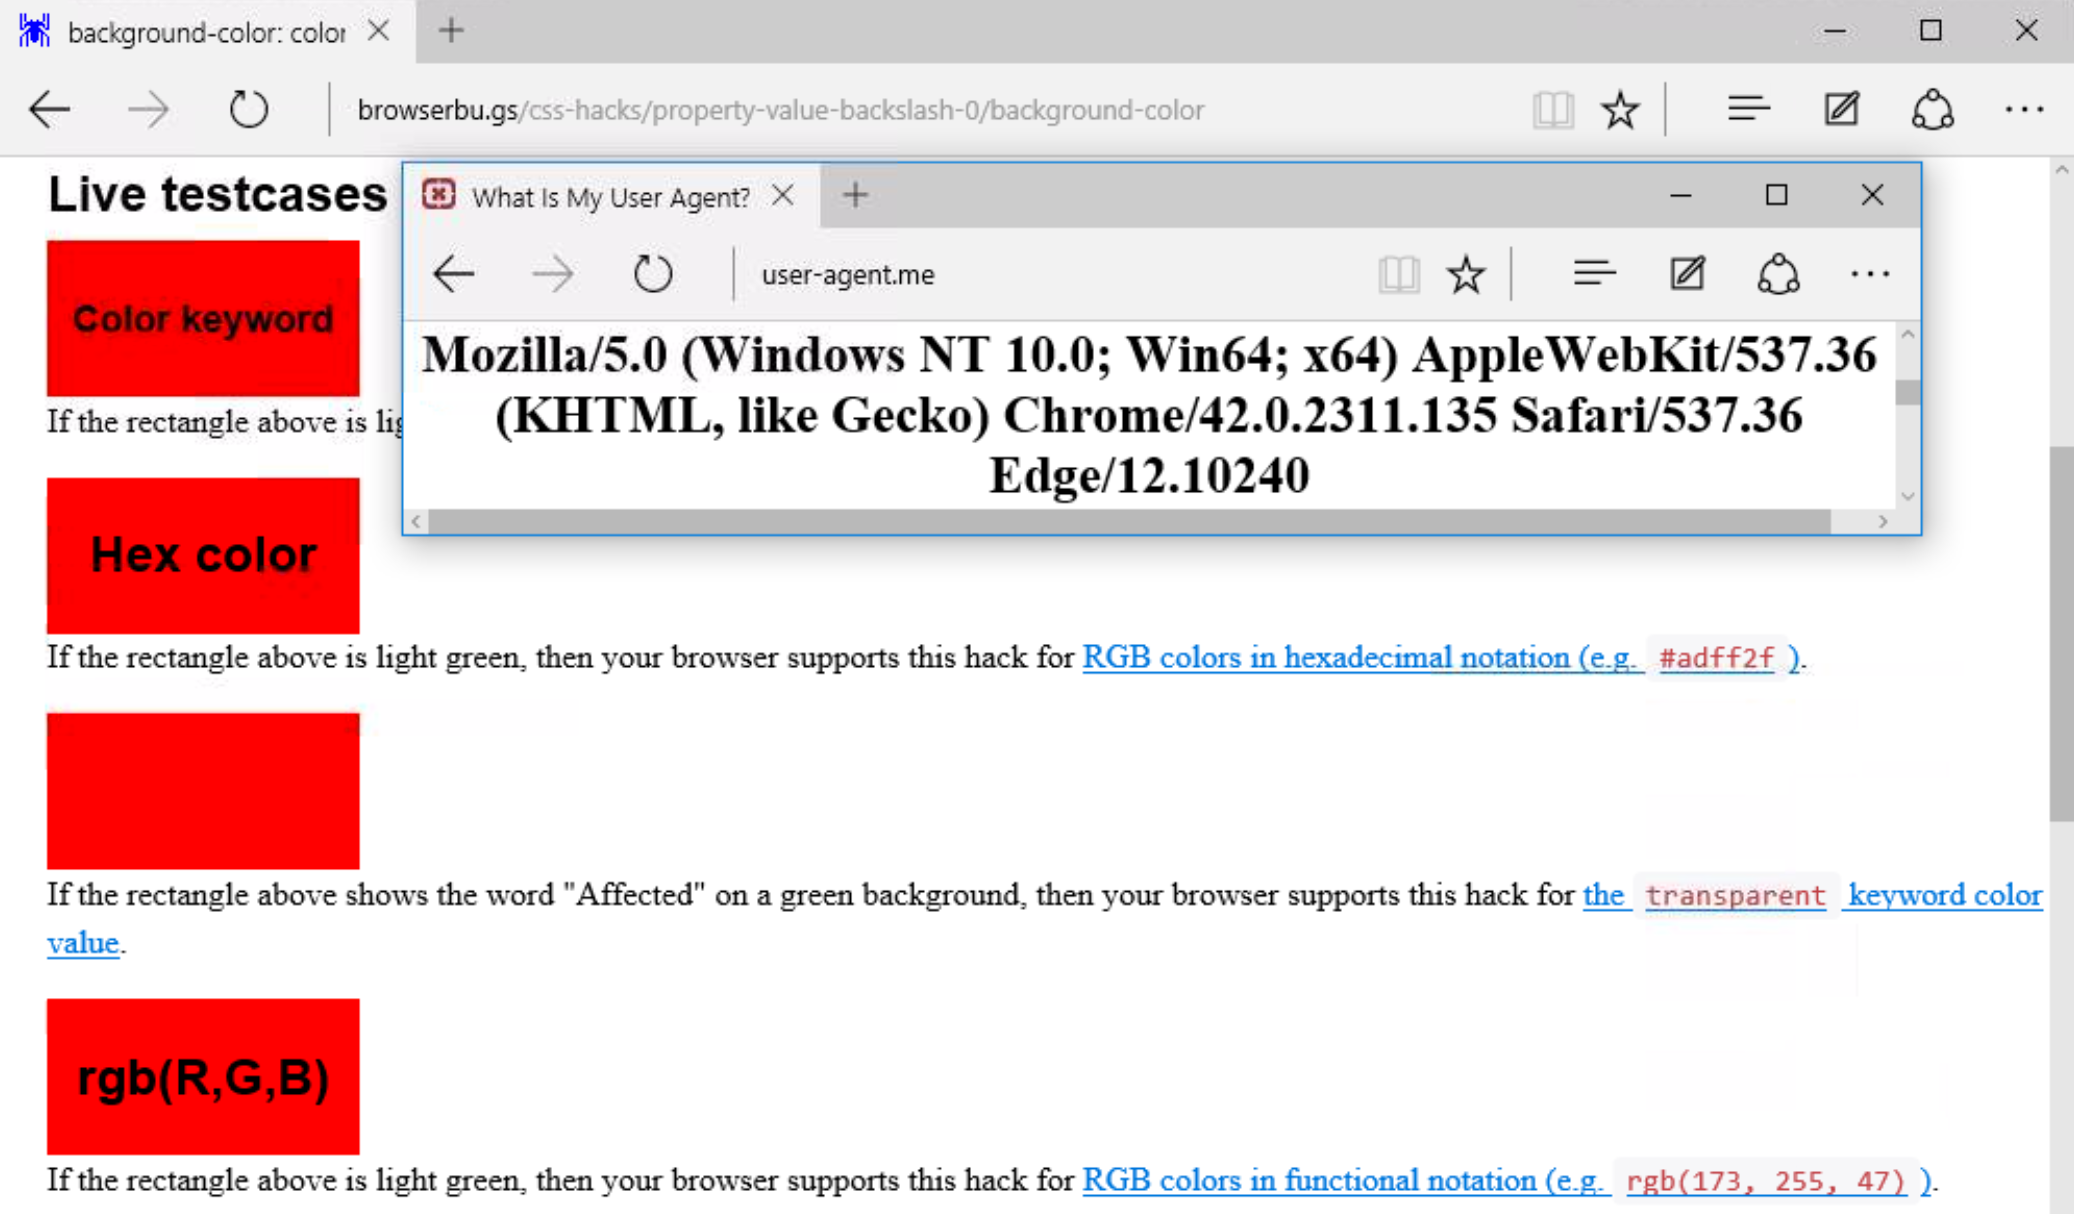 background-color: color
browserbu.gs/css-hacks/property-value-backslash-0/background-color
Live testcases
Color keyword
If the rectangle above is
What Is My User Agent?
user-agent.me
Mozilla/5.0 (Windows NT 10.0; Win64; x64) AppleWebKit/537.36
(KHTML, like Gecko) Chrome/42.0.2311.135 Safari/537.36
Edge/12.10240
Hex color
If the rectangle above is light green, then your browser supports this hack for RGB colors in hexadecimal notation (e.g. #adff2f ).
If the rectangle above shows the word "Affected" on a green background, then your browser supports this hack for the transparent keyword color
value.
rgb(R,G,B)
If the rectangle above is light green, then your browser supports this hack for RGB colors in functional notation (e.g. rgb(173, 255, 47) ).